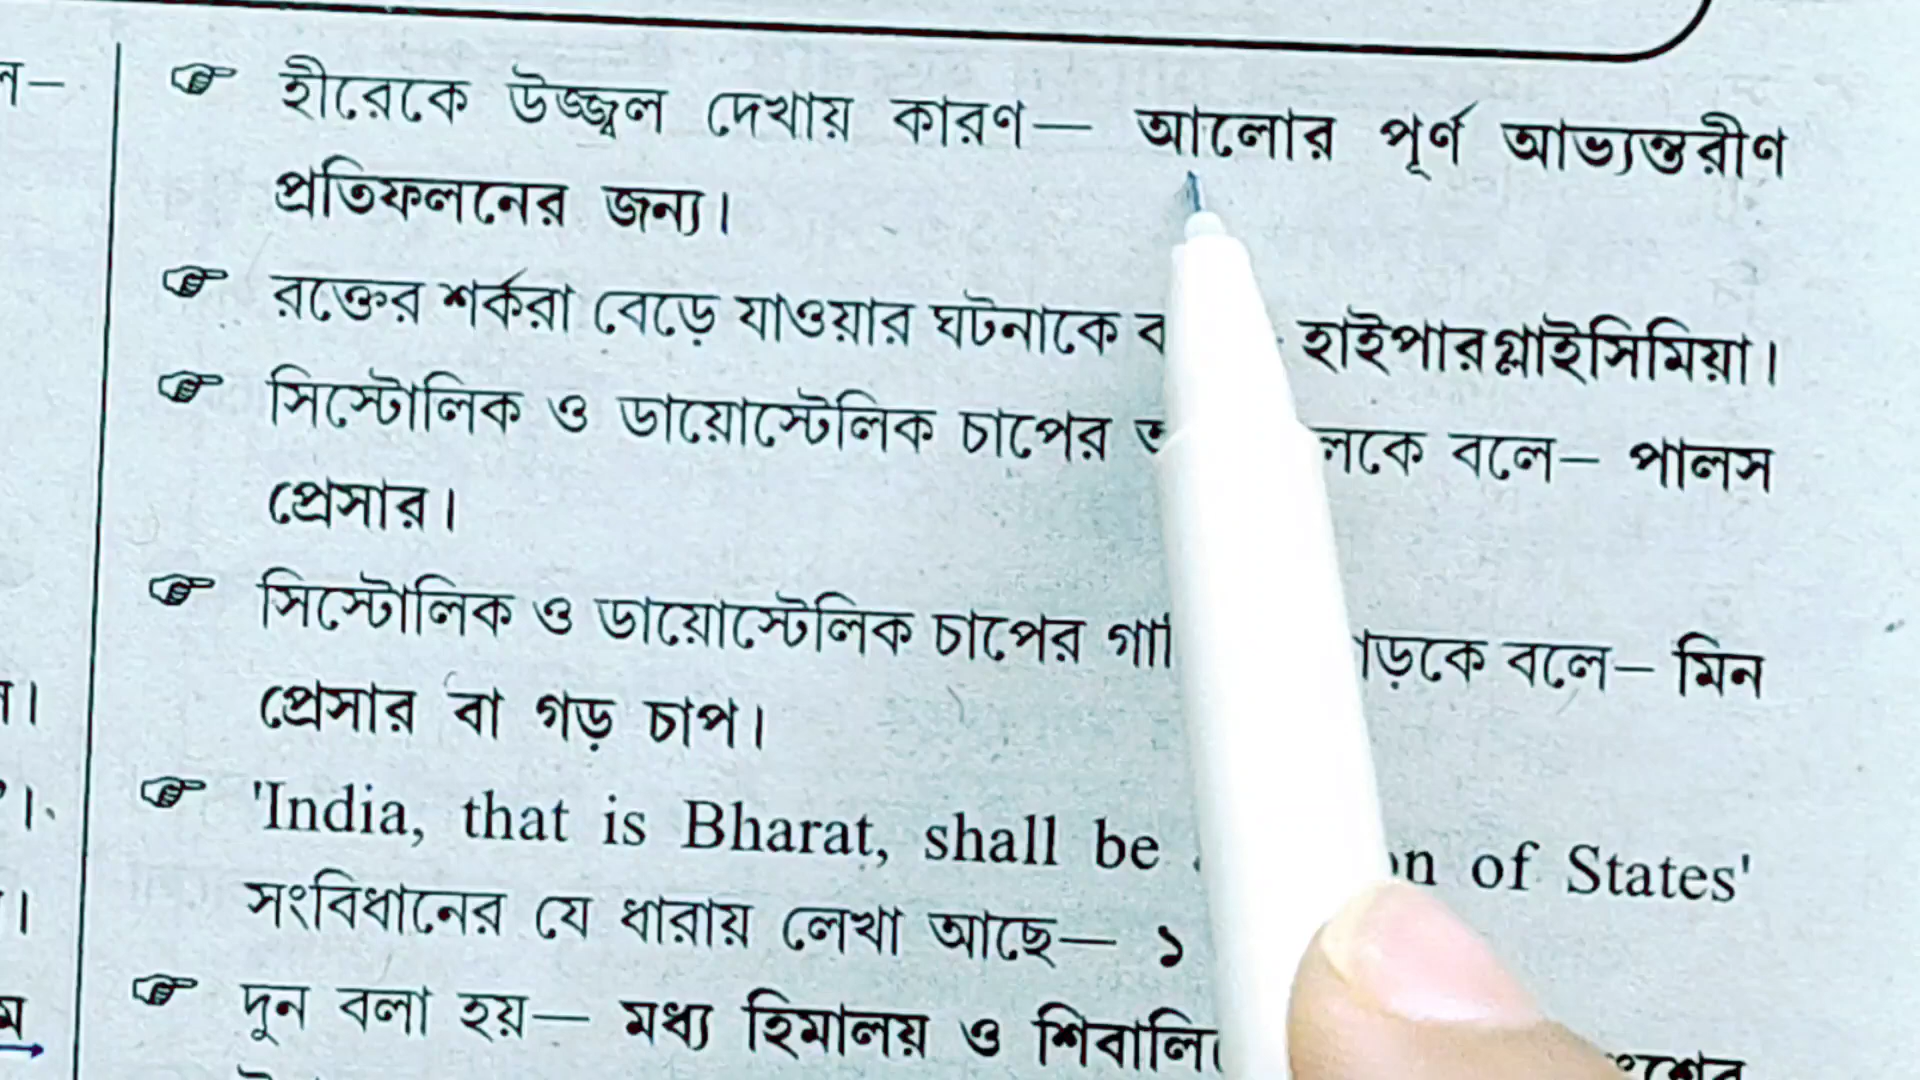 ন–
হীরেকে উজ্জ্বল দেখায় কারণ— আলোর পূর্ণ আভ্যন্তরীণ
প্রতিফলনের জন্য।
রক্তের শর্করা বেড়ে যাওয়ার ঘটনাকে হাইপারগ্লাইসিমিয়া।
সিস্টোলিক ও ডায়োস্টেলিক চাপের বলে– পালস
প্রেসার।
সিস্টোলিক ও ডায়োস্টেলিক চাপের বলে– মিন
প্রেসার বা গড় চাপ।
'India, that is Bharat, shall be of States'
সংবিধানের যে ধারায় লেখা আছে— ১
দুন বলা হয়— মধ্য হিমালয় ও